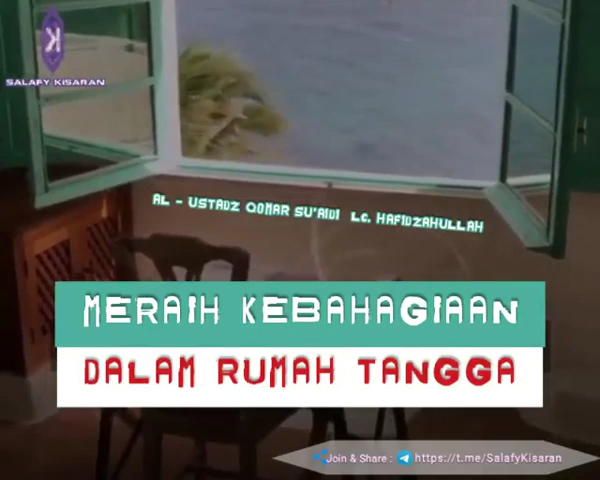 SALAFY KISARAN
AL - USTADZ QOMAR SU'AIDI LC. HAFIDZAHULLAH
MERAIH KEBAHAGIAAN
DALAM RUMAH TANGGA
Join & Share : https://t.me/SalafyKisaran